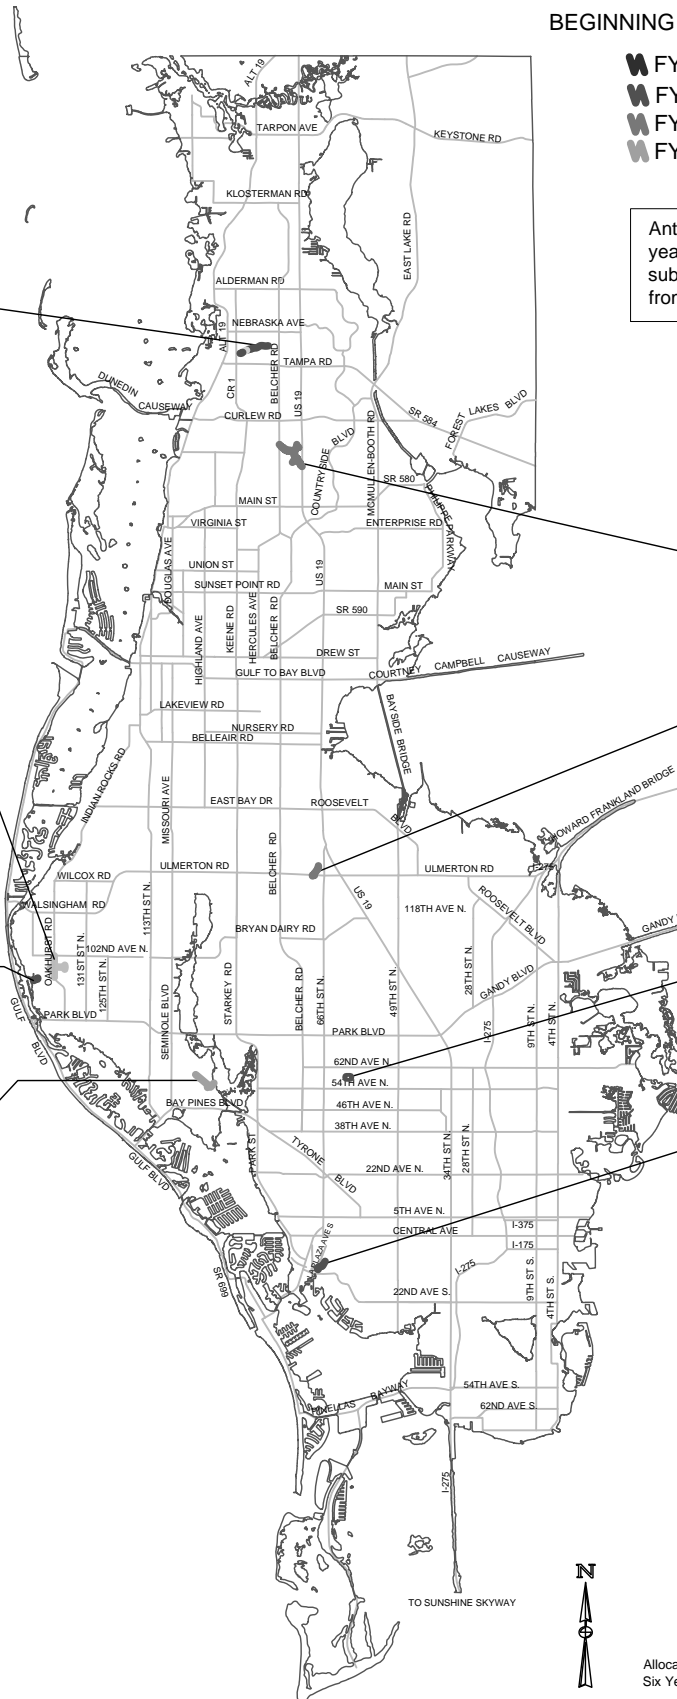 BEGINNING
FY
FY
FY
FY
Ant
yea
sub
fron
ALT 19
TARPON AVE
KEYSTONE RD
KLOSTERMAN RD
EAST LAKE RD
ALDERMAN RD
NEBRASKA AVE
ALT 19
BELCHER RD
TAMPA RD
CR 1
US 19
DUNEDIN
CAUSEWAY
CURLEW RD
SR 584
FOREST
LAKES BLVD
COUNTRYSIDE
BLVD
MCMULLEN-BOOTH RD
SR 580
PHILIPPE PARKWAY
MAIN ST
VIRGINIA ST
ENTERPRISE RD
DOUGLAS AVE
UNION ST
SUNSET POINT RD
US 19
MAIN ST
HIGHLAND AVE
KEENE RD
HERCULES AVE
BELCHER RD
SR 590
DREW ST
GULF TO BAY BLVD
COURTNEY
CAMPBELL
CAUSEWAY
LAKEVIEW RD
NURSERY RD
BELLEAIR RD
BAYSIDE BRIDGE
INDIAN ROCKS RD
MISSOURI AVE
EAST BAY DR
ROOSEVELT
BLVD
HOWARD FRANKLAND BRIDGE
ULMERTON RD
BELCHER RD
ULMERTON RD
I-275
WILCOX RD
WALSINGHAM RD
113TH ST N.
US 19
118TH AVE N.
ROOSEVELT BLVD
OAKHURST RD
131ST ST N.
125TH ST N.
102ND AVE N.
BRYAN DAIRY RD
GANDY
28TH ST N.
GANDY BLVD
STARKEY RD
BELCHER RD
66TH ST N.
49TH ST N.
SEMINOLE BLVD
GULF
BLVD
PARK BLVD
PARK BLVD
I-275
9TH ST N.
4TH ST N.
62ND AVE N.
54TH AVE N.
BAY PINES BLVD
46TH AVE N.
38TH AVE N.
PARK ST
TYRONE
BLVD
34TH ST N.
28TH ST N.
GULF BLVD
22ND AVE N.
5TH AVE N.
CENTRAL AVE
I-375
I-175
PLAZA AVE S
SR 699
I-275
9TH ST S.
4TH ST S.
22ND AVE S.
54TH AVE S.
PINELLAS
BAYWAY
62ND AVE S.
I-275
TO SUNSHINE SKYWAY
N
Alloca
Six Ye